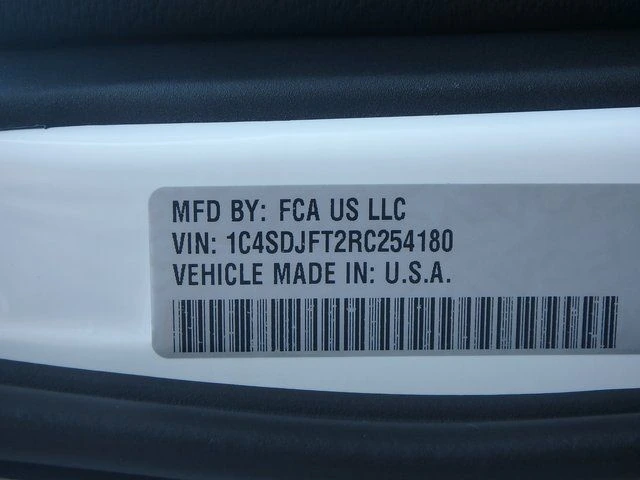 MFD BY: FCA US LLC
VIN: 1C4SDJFT2RC254180
VEHICLE MADE IN: U.S.A.